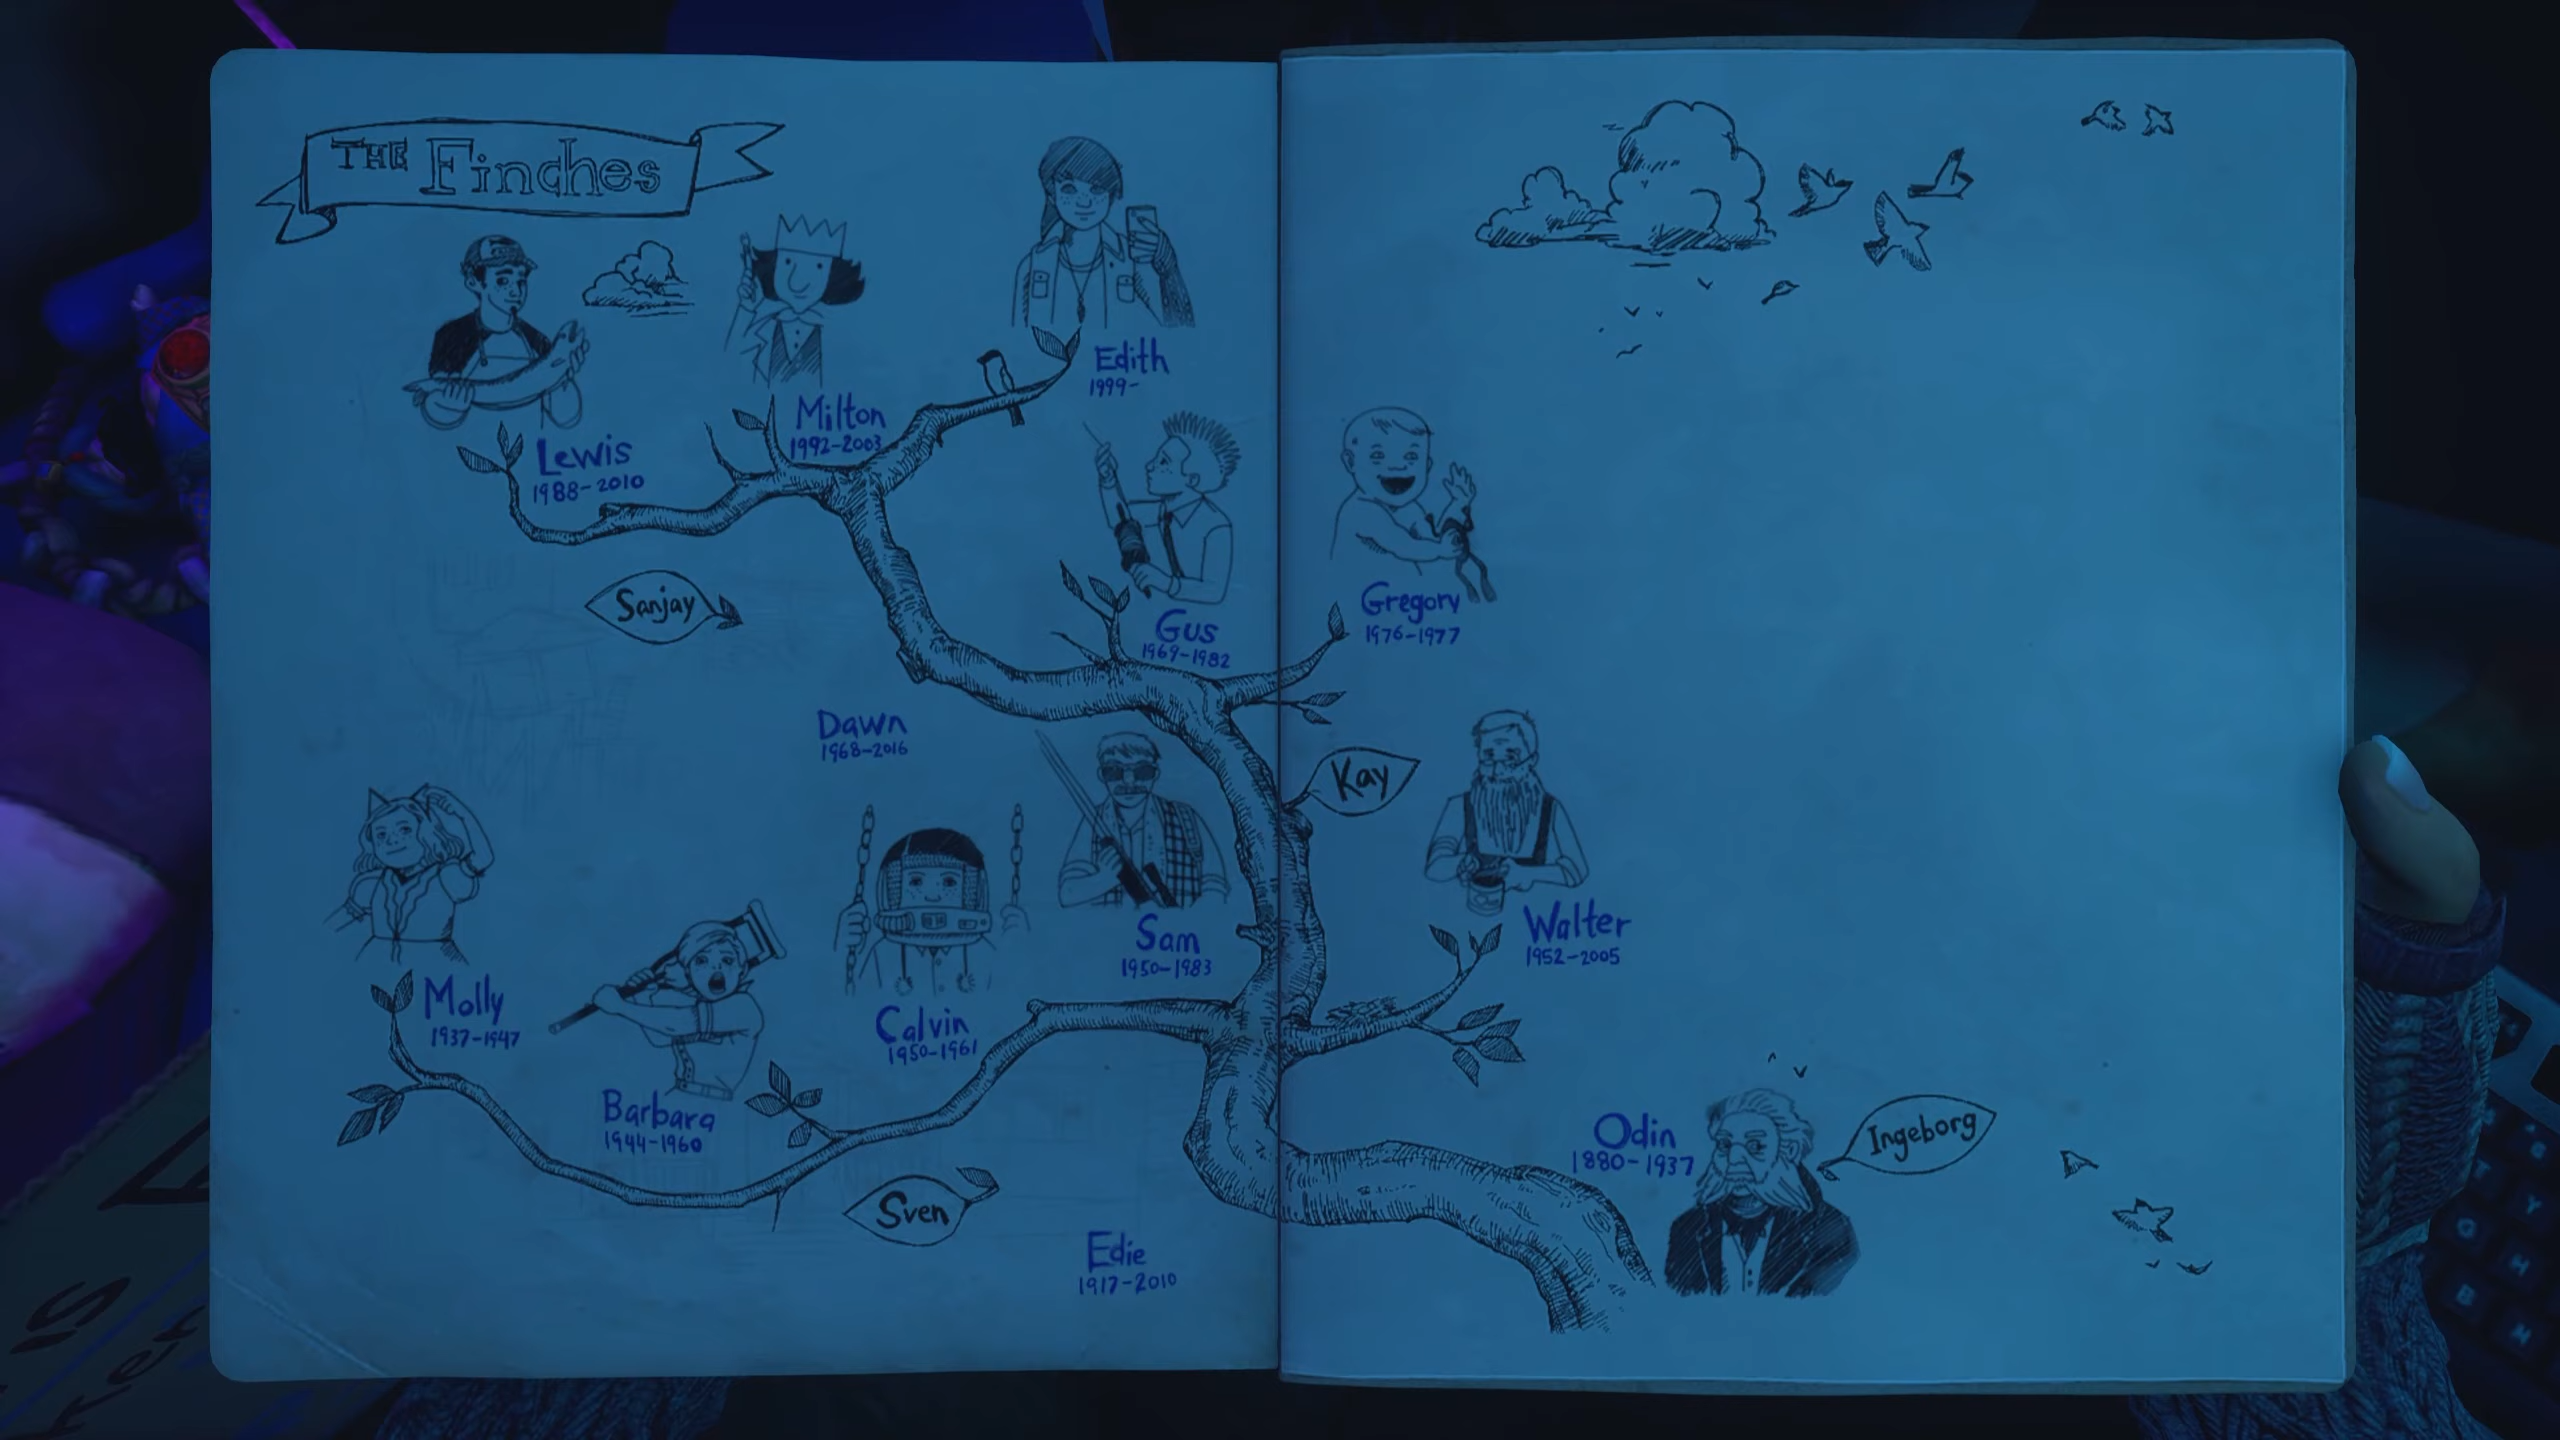 THE Finches
Edith
1999-
Milton
1992-2003
Lewis
1988-2010
Sanjay
Gus
1969-1982
Gregory
1976-1977
Dawn
1968-2016
Kay
Sam
1950-1983
Walter
1952-2005
Molly
1937-1947
Calvin
1950-1961
Barbara
1944-1960
Sven
Edie
1917-2010
Odin
1880-1937
Ingeborg